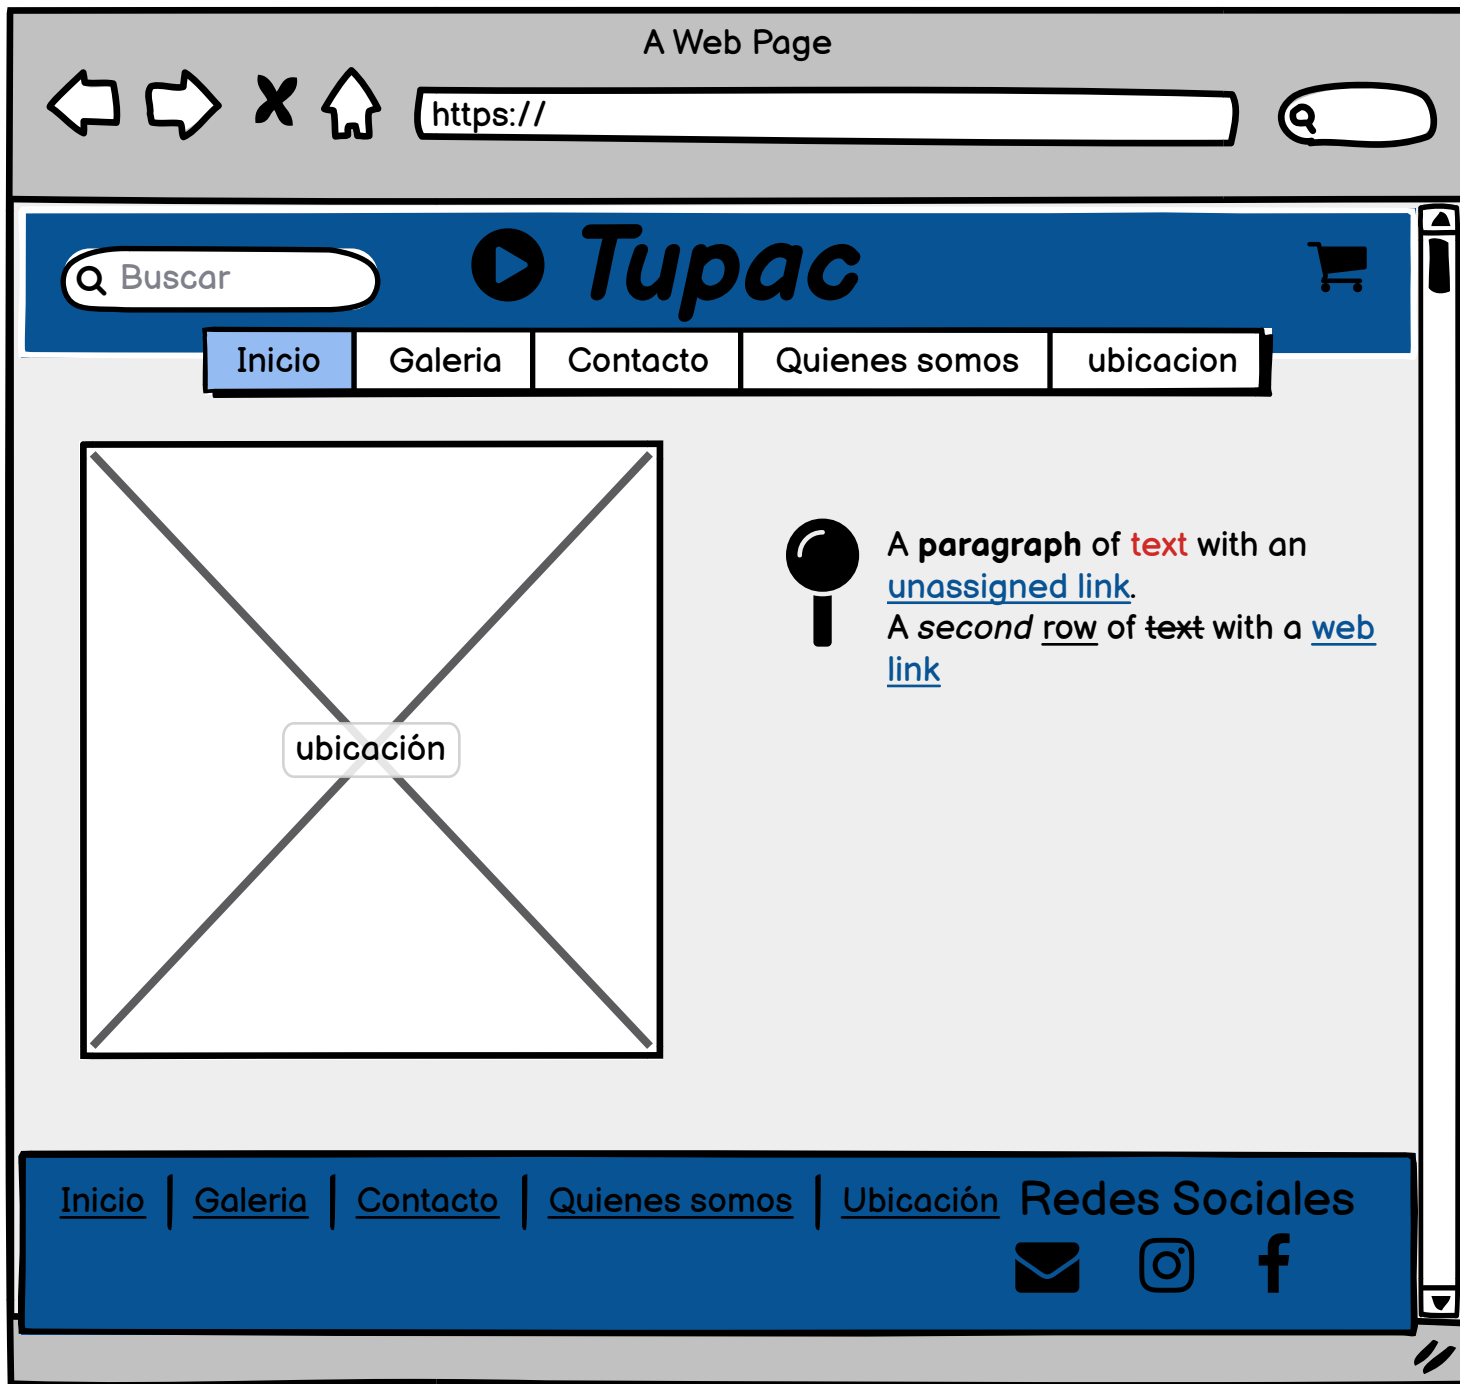 A Web Page
https://
Buscar
Tupac
Inicio Galeria Contacto Quienes somos ubicacion
A paragraph of text with an
unassigned link.
A second row of text with a web
link
ubicación
Inicio Galeria Contacto Quienes somos Ubicación Redes Sociales